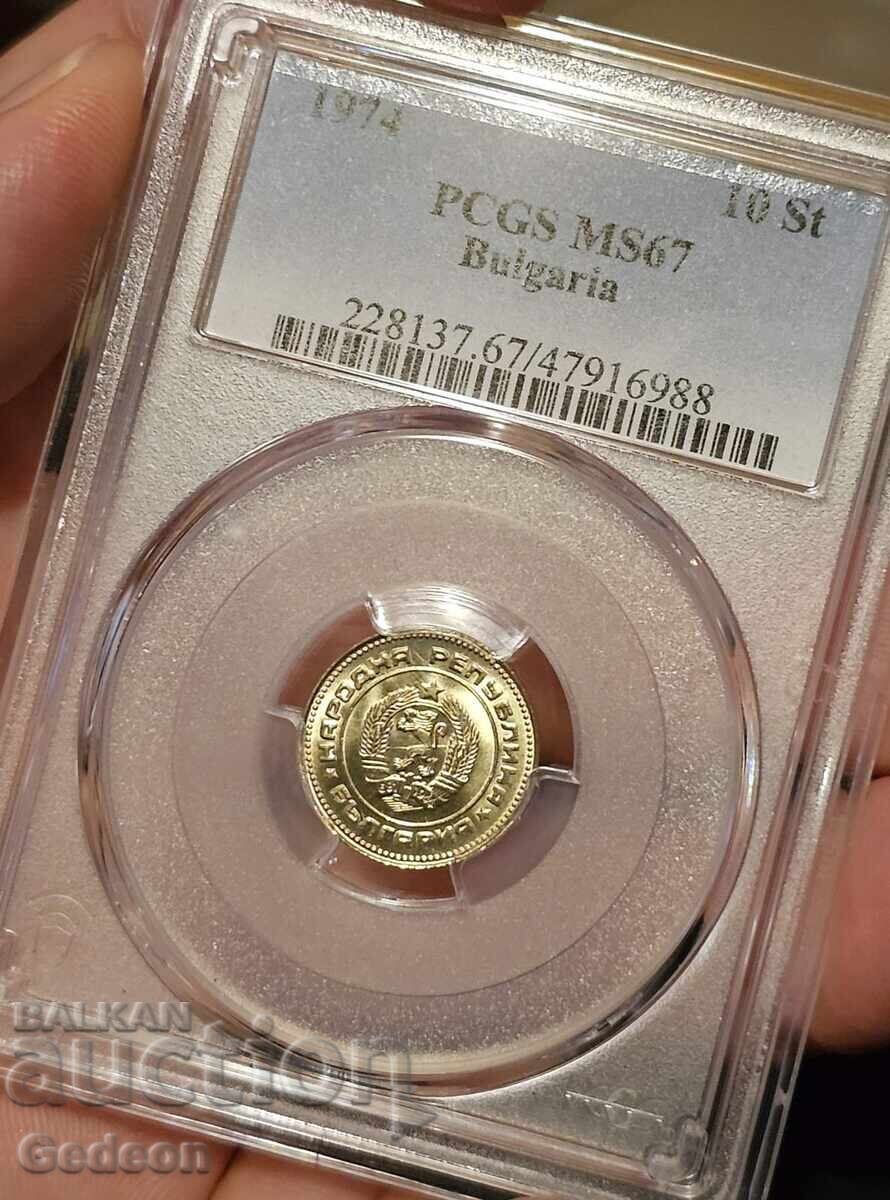 1974
10 St
PCGS MS67
Bulgaria
228137.67/47916988
НАРОДНА РЕПУБЛИКА
БЪЛГАРИЯ
BALKAN
auction
Gedeon